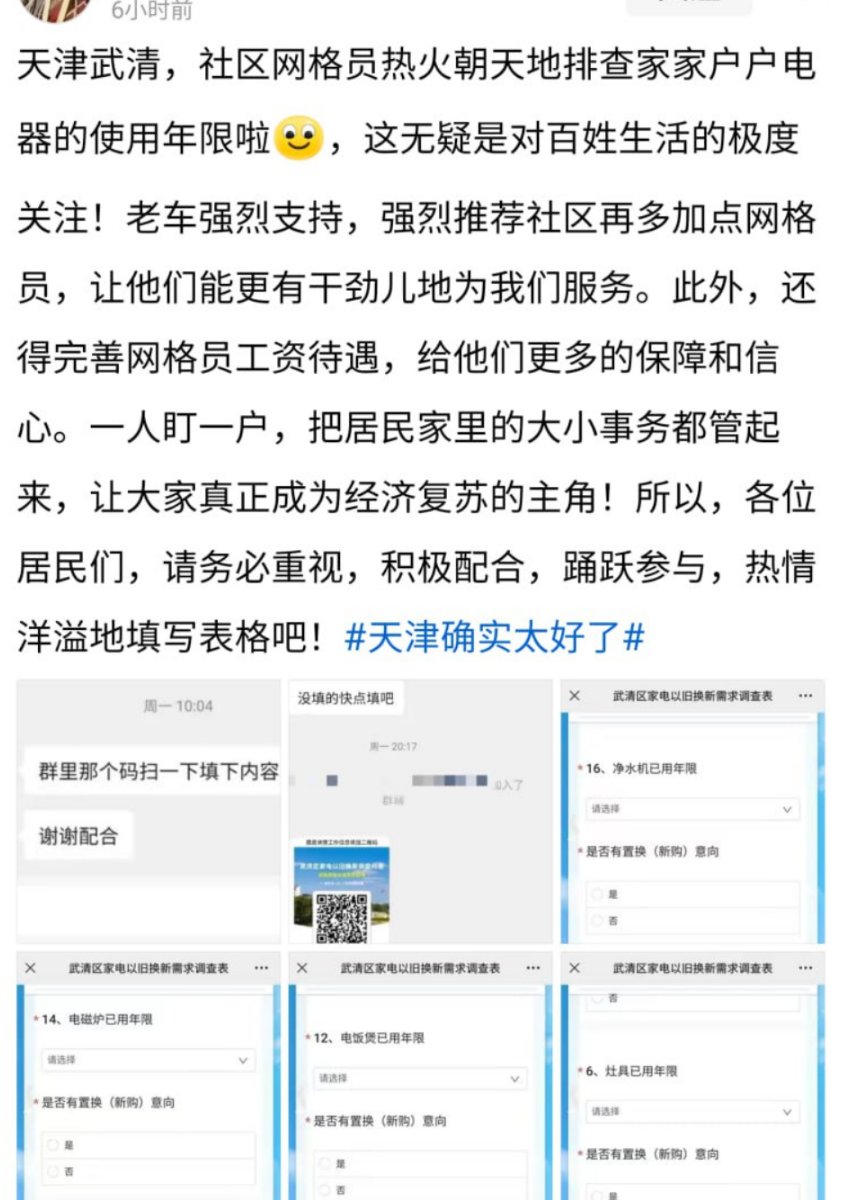 6小时前
天津武清，社区网格员热火朝天地排查家家户户电
器的使用年限啦🙂，这无疑是对百姓生活的极度
关注！老车强烈支持，强烈推荐社区再多加点网格
员，让他们能更有干劲儿地为我们服务。此外，还
得完善网格员工资待遇，给他们更多的保障和信
心。一人盯一户，把居民家里的大小事务都管起
来，让大家真正成为经济复苏的主角！所以，各位
居民们，请务必重视，积极配合，踊跃参与，热情
洋溢地填写表格吧！#天津确实太好了#
周一 10:04
群里那个码扫一下填下内容
谢谢配合
没填的快点填吧
周一 20:17
加入了
群聊
武清区家电以旧换新需求调查表
*16、净水机已用年限
请选择
*是否有置换（新购）意向
是
否
武清区家电以旧换新需求调查表
*14、电磁炉已用年限
请选择
*是否有置换（新购）意向
是
否
武清区家电以旧换新需求调查表
*12、电饭煲已用年限
请选择
*是否有置换（新购）意向
是
否
武清区家电以旧换新需求调查表
否
*6、灶具已用年限
请选择
*是否有置换（新购）意向
是